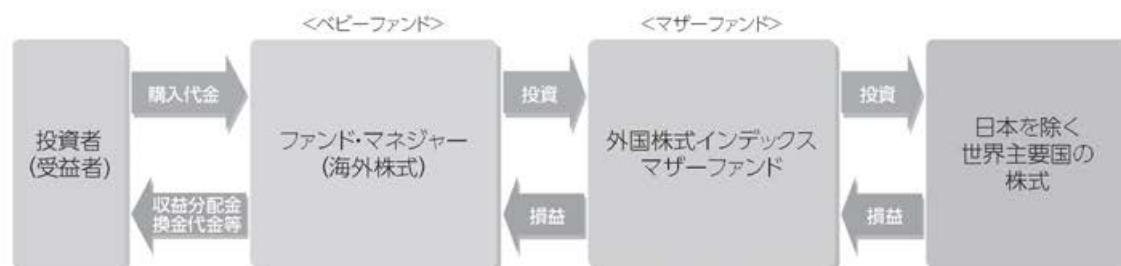 <ベビーファンド>
<マザーファンド>
投資者
(受益者)
購入代金
収益分配金
換金代金等
ファンド・マネジャー
(海外株式)
投資
損益
外国株式インデックス
マザーファンド
投資
損益
日本を除く
世界主要国の
株式